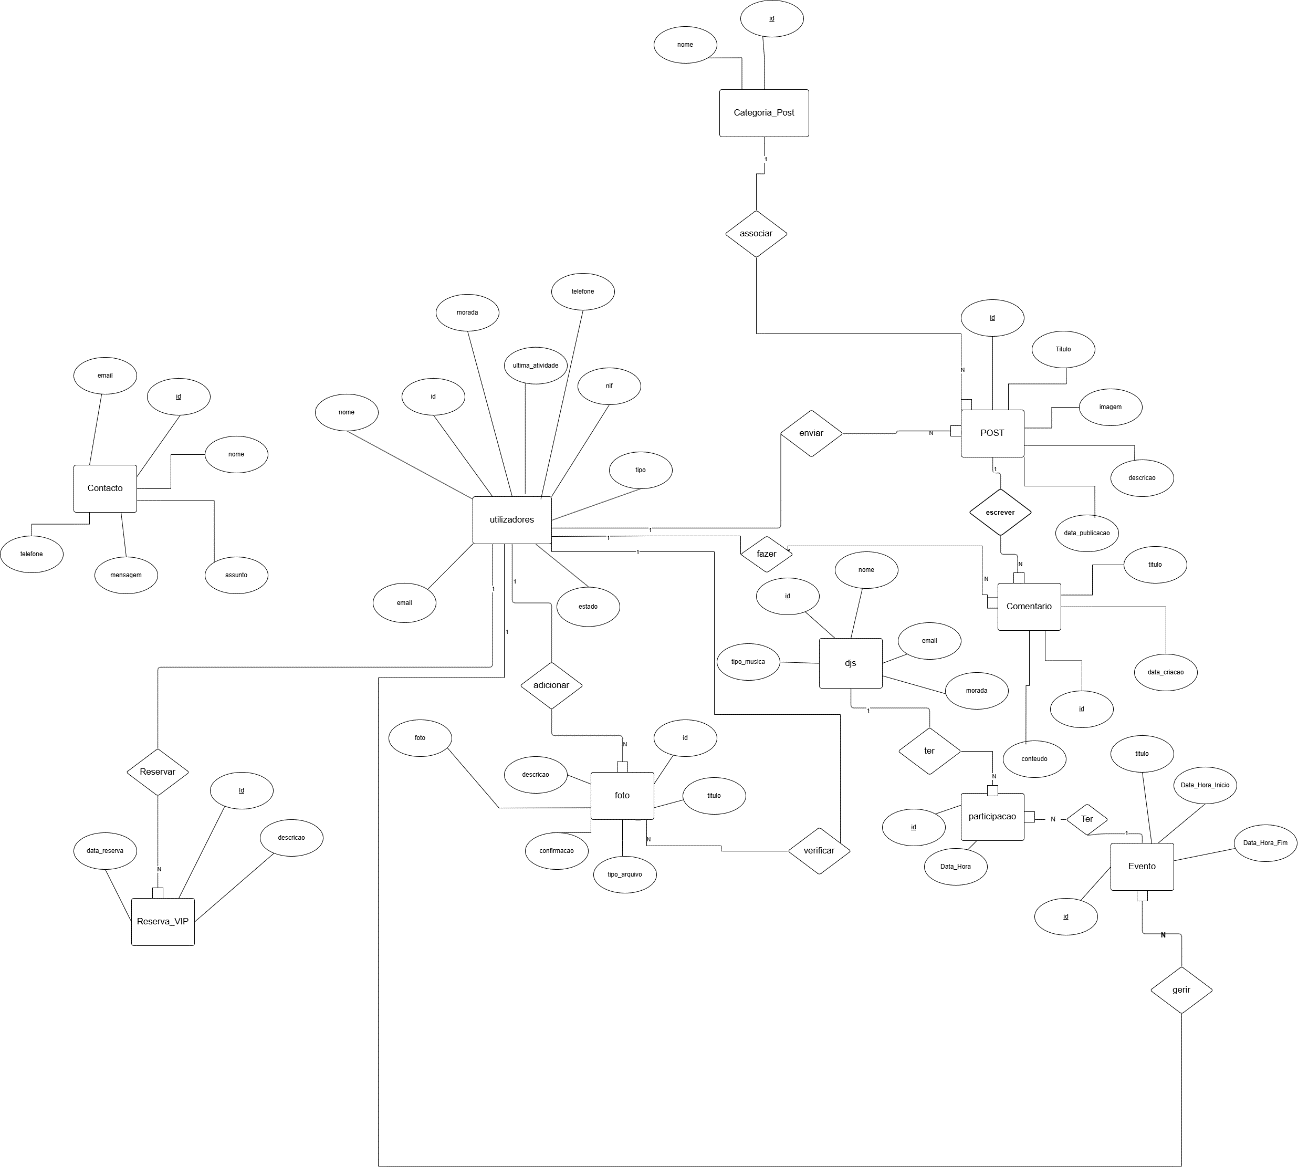 id
nome
Categoria_Post
1
associar
telefone
morada
id
Titulo
ultima_atividade
email
nif
id
id
N
imagem
nome
enviar
N
POST
nome
tipo
1
descricao
Contacto
escrever
utilizadores
1
data_publicacao
1
1
fazer
telefone
titulo
nome
N
mensagem
assunto
N
1
1
id
email
estado
Comentario
1
email
djs
tipo_musica
data_criacao
adicionar
morada
id
1
foto
id
N
ter
titulo
conteudo
Reservar
descricao
N
Data_Hora_Inicio
id
foto
titulo
participacao
N
Ter
id
1
descricao
N
Data_Hora_Fim
data_reserva
confirmacao
verificar
Data_Hora
Evento
N
tipo_arquivo
id
Reserva_VIP
N
gerir